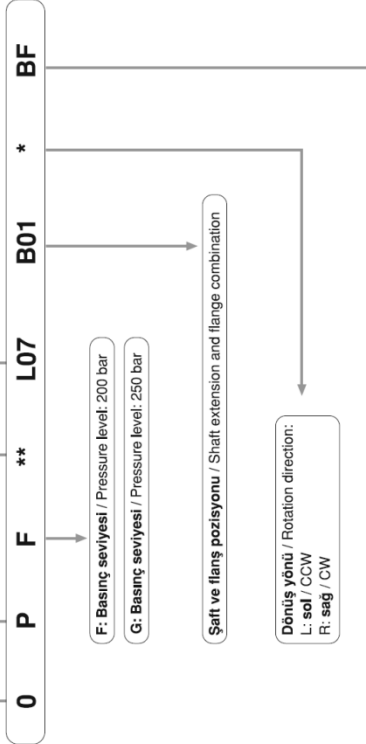 0 P F ** L07 B01 * BF
F: Basınç seviyesi / Pressure level: 200 bar
G: Basınç seviyesi / Pressure level: 250 bar
Şaft ve flanş pozisyonu / Shaft extension and flange combination
Dönüş yönü / Rotation direction:
L: sol / CCW
R: sağ / CW